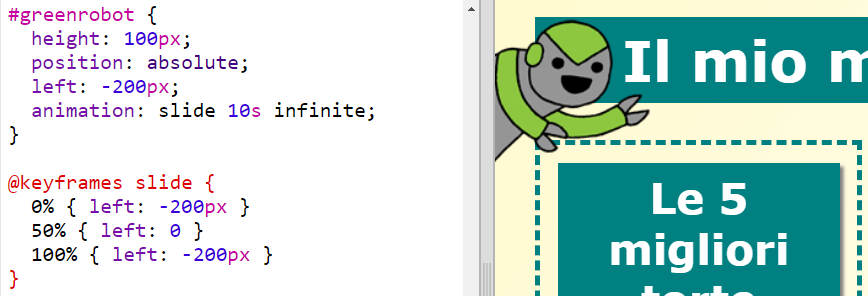 #greenrobot {
  height: 100px;
  position: absolute;
  left: -200px;
  animation: slide 10s infinite;
}

@keyframes slide {
  0% { left: -200px }
  50% { left: 0 }
  100% { left: -200px }
}
Il mio m
Le 5
migliori
torte